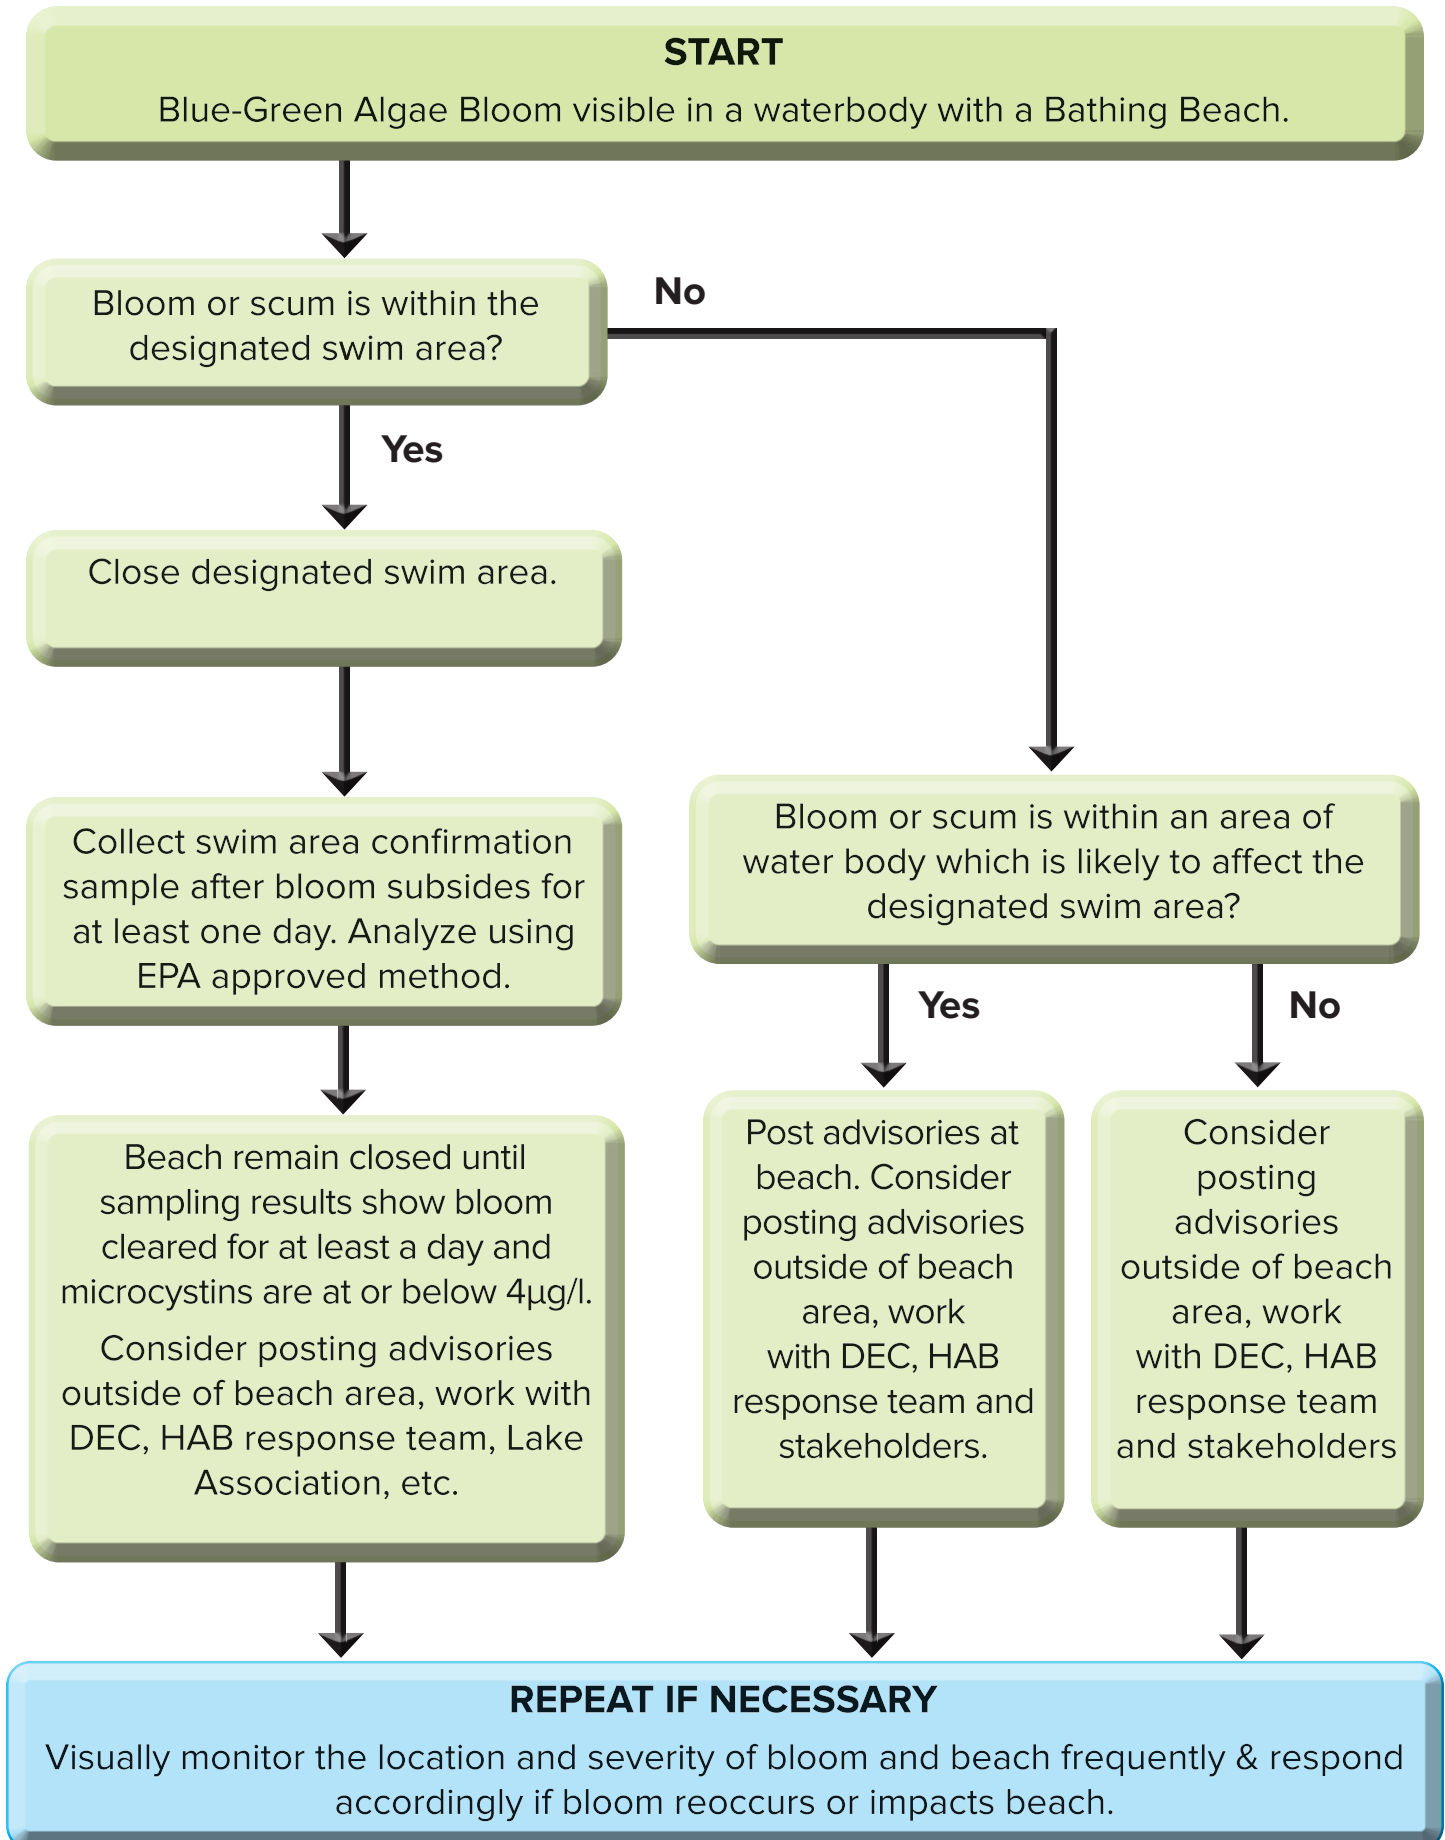 START
Blue-Green Algae Bloom visible in a waterbody with a Bathing Beach.
Bloom or scum is within the
designated swim area?
No
Yes
Close designated swim area.
Collect swim area confirmation
sample after bloom subsides for
at least one day. Analyze using
EPA approved method.
Beach remain closed until
sampling results show bloom
cleared for at least a day and
microcystins are at or below 4µg/l.
Consider posting advisories
outside of beach area, work with
DEC, HAB response team, Lake
Association, etc.
Bloom or scum is within an area of
water body which is likely to affect the
designated swim area?
Yes
No
Post advisories at
beach. Consider
posting advisories
outside of beach
area, work
with DEC, HAB
response team and
stakeholders.
Consider
posting
advisories
outside of beach
area, work
with DEC, HAB
response team
and stakeholders
REPEAT IF NECESSARY
Visually monitor the location and severity of bloom and beach frequently & respond
accordingly if bloom reoccurs or impacts beach.